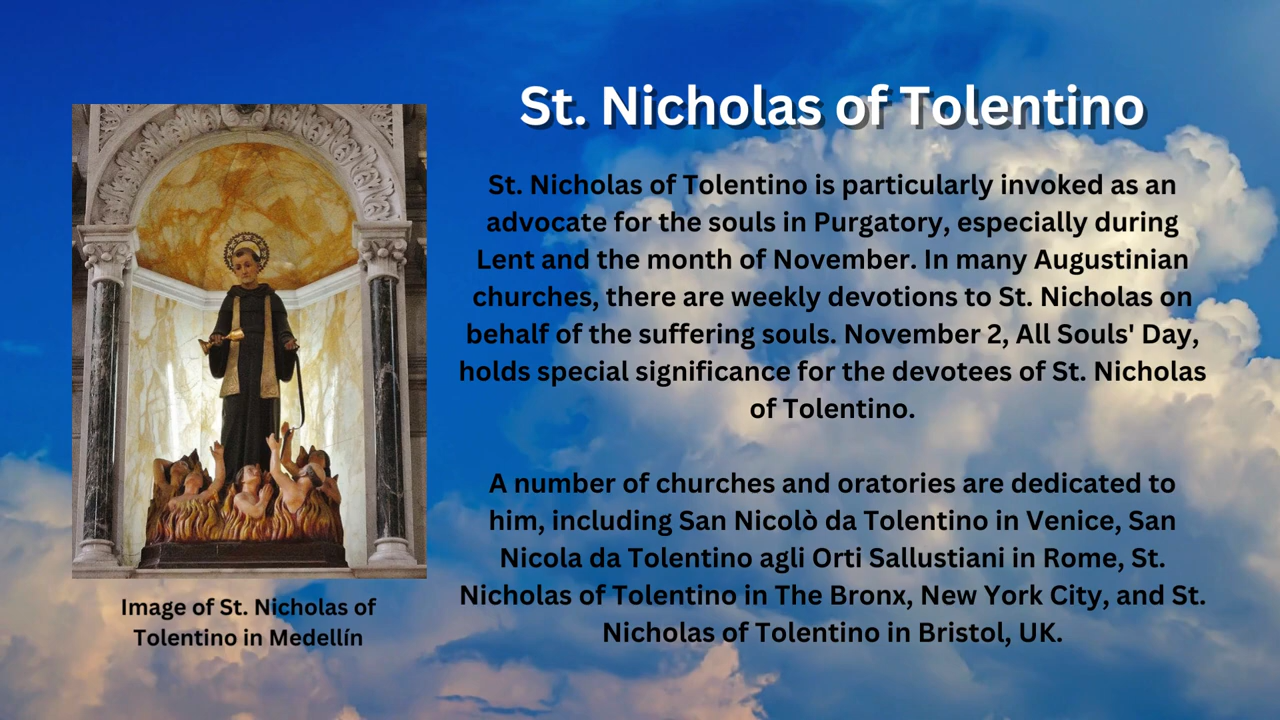 St. Nicholas of Tolentino
St. Nicholas of Tolentino is particularly invoked as an
advocate for the souls in Purgatory, especially during
Lent and the month of November. In many Augustinian
churches, there are weekly devotions to St. Nicholas on
behalf of the suffering souls. November 2, All Souls' Day,
holds special significance for the devotees of St. Nicholas
of Tolentino.
A number of churches and oratories are dedicated to
him, including San Nicolò da Tolentino in Venice, San
Nicola da Tolentino agli Orti Sallustiani in Rome, St.
Nicholas of Tolentino in The Bronx, New York City, and St.
Nicholas of Tolentino in Bristol, UK.
Image of St. Nicholas of
Tolentino in Medellín